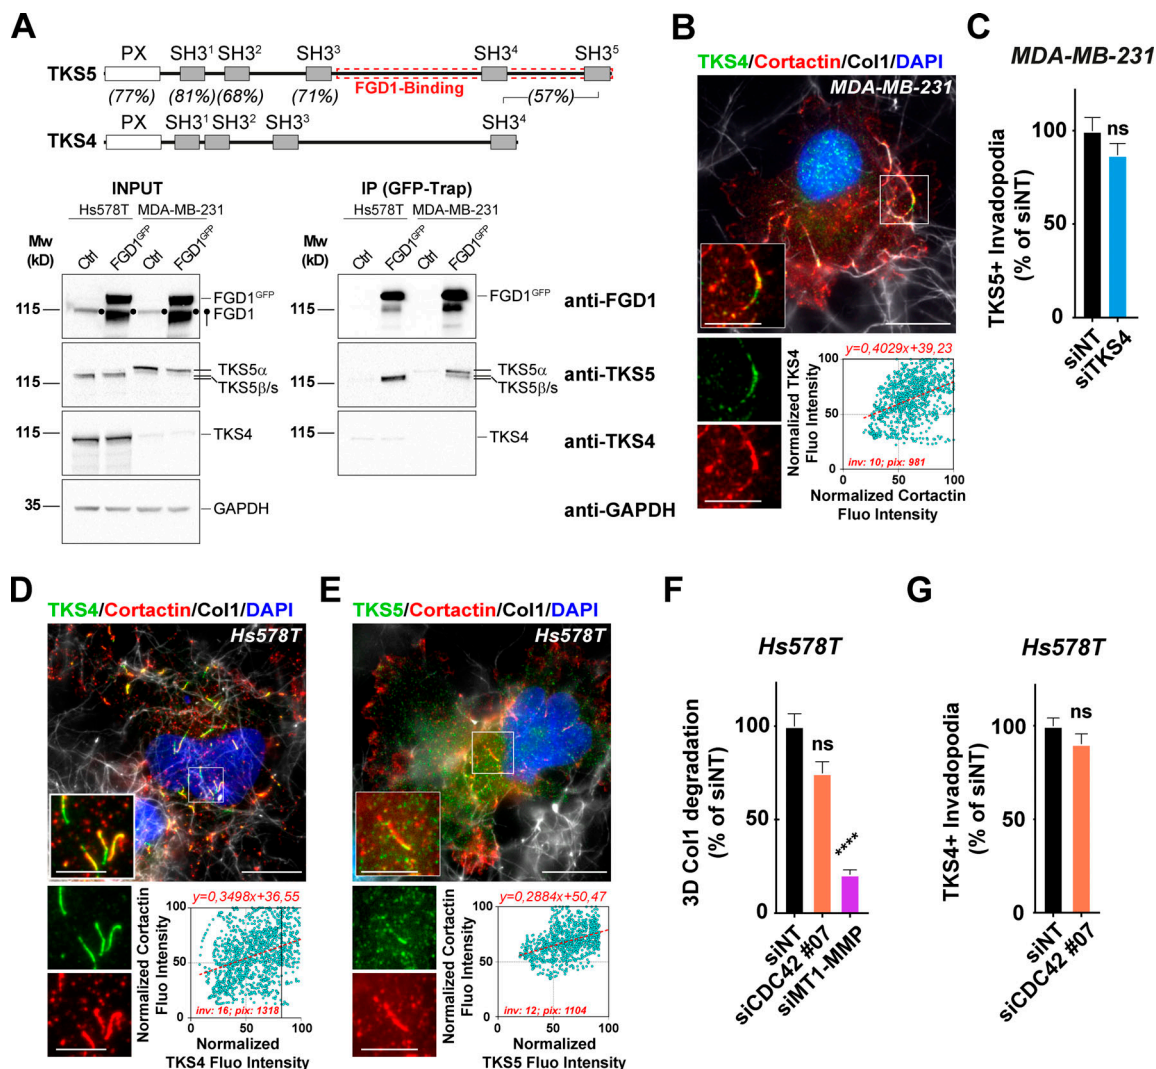 A
PX SH3¹ SH3² SH3³ SH3⁴ SH3⁵
TKS5
FGD1-Binding
(77%) (81%) (68%) (71%) (57%)
PX SH3¹ SH3² SH3³ SH3⁴
TKS4
INPUT
Hs578T MDA-MB-231
Mw (kD)
Ctrl FGD1GFP Ctrl FGD1GFP
115
FGD1GFP
FGD1
115
TKS5α
TKS5β/s
115
TKS4
35
GAPDH
IP (GFP-Trap)
Hs578T MDA-MB-231
Mw (kD)
Ctrl FGD1GFP Ctrl FGD1GFP
115
FGD1GFP
anti-FGD1
115
TKS5α
TKS5β/s
anti-TKS5
115
TKS4
anti-TKS4
anti-GAPDH
B
TKS4/Cortactin/Col1/DAPI
MDA-MB-231
y=0,4029x+39,23
Normalized TKS4
Fluo Intensity
100
50
0
inv: 10; pix: 981
50 100
Normalized Cortactin
Fluo Intensity
C
MDA-MB-231
TKS5+ Invadopodia
(% of siNT)
100
50
0
ns
siNT
siTKS4
D
TKS4/Cortactin/Col1/DAPI
Hs578T
y=0,3498x+36,55
Normalized Cortactin
Fluo Intensity
100
50
0
inv: 16; pix: 1318
50 100
Normalized
TKS4 Fluo Intensity
E
TKS5/Cortactin/Col1/DAPI
Hs578T
y=0,2884x+50,47
Normalized Cortactin
Fluo Intensity
100
50
0
inv: 12; pix: 1104
50 100
Normalized
TKS5 Fluo Intensity
F
Hs578T
3D Col1 degradation
(% of siNT)
100
50
0
ns
****
siNT
siCDC42 #07
siMT1-MMP
G
Hs578T
TKS4+ Invadopodia
(% of siNT)
100
50
0
ns
siNT
siCDC42 #07